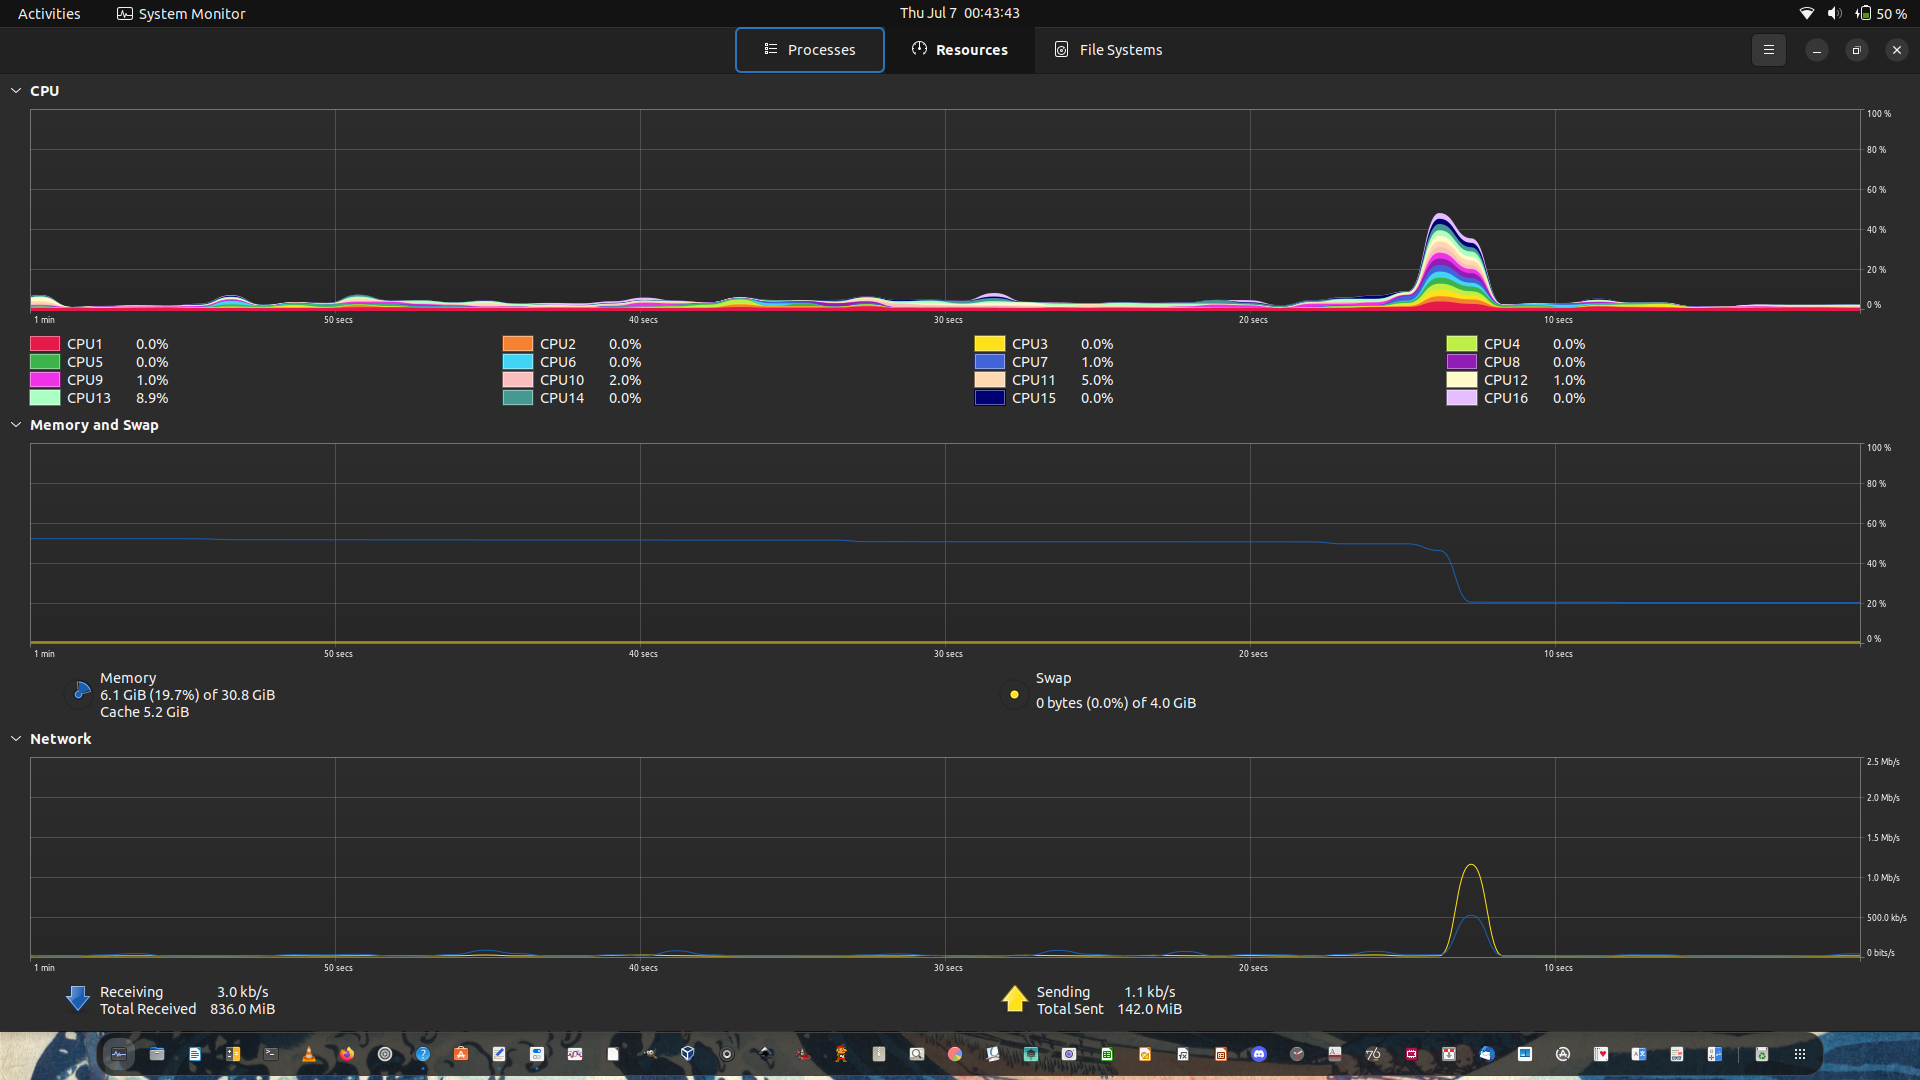 Activities System Monitor Thu Jul 7 00:43:43 50 %
Processes Resources File Systems
CPU
100 %
80 %
60 %
40 %
20 %
0 %
1 min 50 secs 40 secs 30 secs 20 secs 10 secs
CPU1 0.0% CPU2 0.0% CPU3 0.0% CPU4 0.0%
CPU5 0.0% CPU6 0.0% CPU7 1.0% CPU8 0.0%
CPU9 1.0% CPU10 2.0% CPU11 5.0% CPU12 1.0%
CPU13 8.9% CPU14 0.0% CPU15 0.0% CPU16 0.0%
Memory and Swap
100 %
80 %
60 %
40 %
20 %
0 %
1 min 50 secs 40 secs 30 secs 20 secs 10 secs
Memory
6.1 GiB (19.7%) of 30.8 GiB
Cache 5.2 GiB
Swap
0 bytes (0.0%) of 4.0 GiB
Network
2.5 Mb/s
2.0 Mb/s
1.5 Mb/s
1.0 Mb/s
500.0 kb/s
0 bits/s
1 min 50 secs 40 secs 30 secs 20 secs 10 secs
Receiving 3.0 kb/s
Total Received 836.0 MiB
Sending 1.1 kb/s
Total Sent 142.0 MiB
76